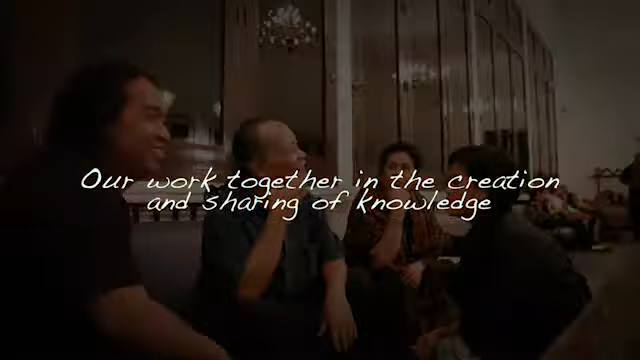 Our work together in the creation
and sharing of knowledge